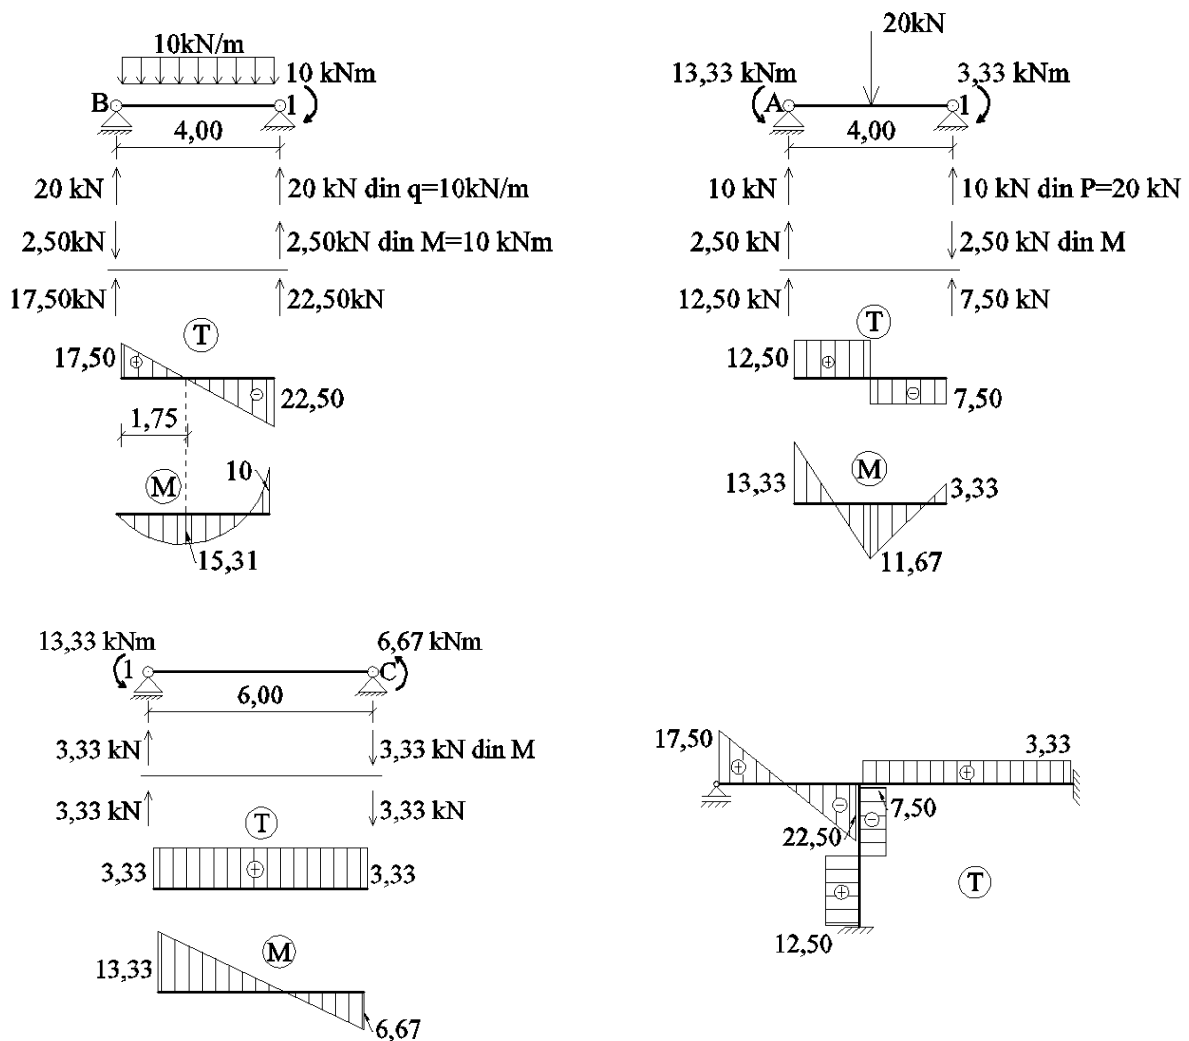 10kN/m
10 kNm
B
1
4,00
20 kN
20 kN din q=10kN/m
2,50kN
2,50kN din M=10 kNm
17,50kN
22,50kN
T
17,50
+
−
22,50
1,75
10
M
15,31
20kN
13,33 kNm
3,33 kNm
A
1
4,00
10 kN
10 kN din P=20 kN
2,50 kN
2,50 kN din M
12,50 kN
7,50 kN
T
12,50
+
−
7,50
13,33
M
3,33
11,67
13,33 kNm
6,67 kNm
1
C
6,00
3,33 kN
3,33 kN din M
3,33 kN
3,33 kN
T
3,33
+
3,33
M
13,33
6,67
17,50
3,33
+
+
−
7,50
22,50
−
+
T
12,50